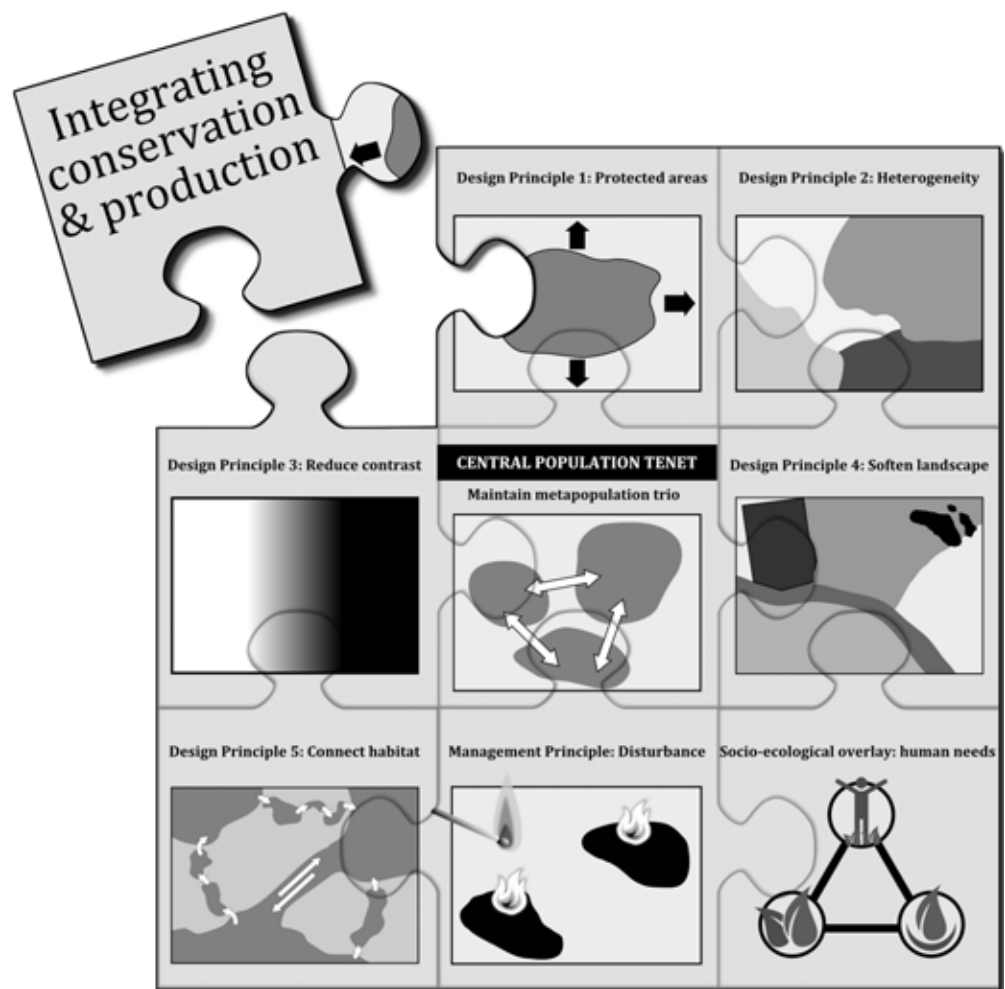 Integrating
conservation
& production
Design Principle 1: Protected areas
Design Principle 2: Heterogeneity
Design Principle 3: Reduce contrast
CENTRAL POPULATION TENET
Maintain metapopulation trio
Design Principle 4: Soften landscape
Design Principle 5: Connect habitat
Management Principle: Disturbance
Socio-ecological overlay: human needs